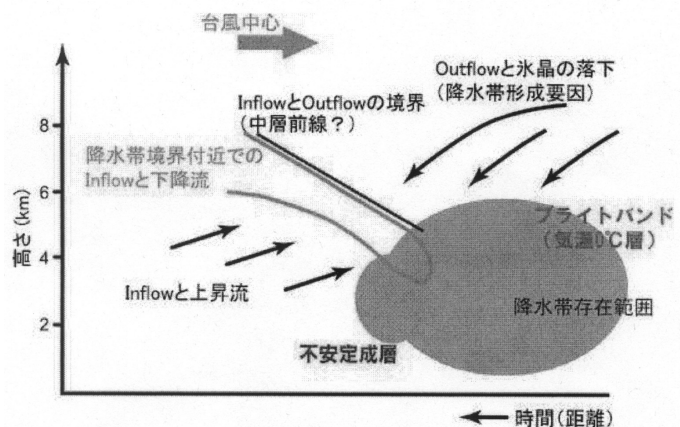 台風中心
Outflowと氷晶の落下
(降水帯形成要因)
InflowとOutflowの境界
(中層前線？)
降水帯境界付近での
Inflowと下降流
ブライトバンド
(気温0℃層)
Inflowと上昇流
降水帯存在範囲
不安定成層
高さ(km)
8
6
4
2
時間(距離)